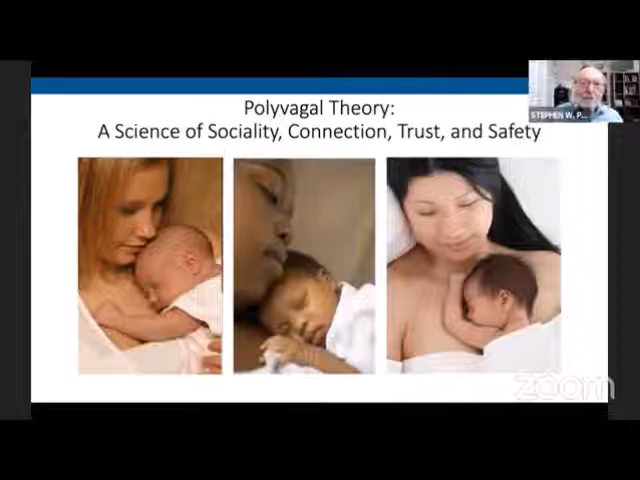 Polyvagal Theory:
A Science of Sociality, Connection, Trust, and Safety
STEPHEN W. P...
zoom